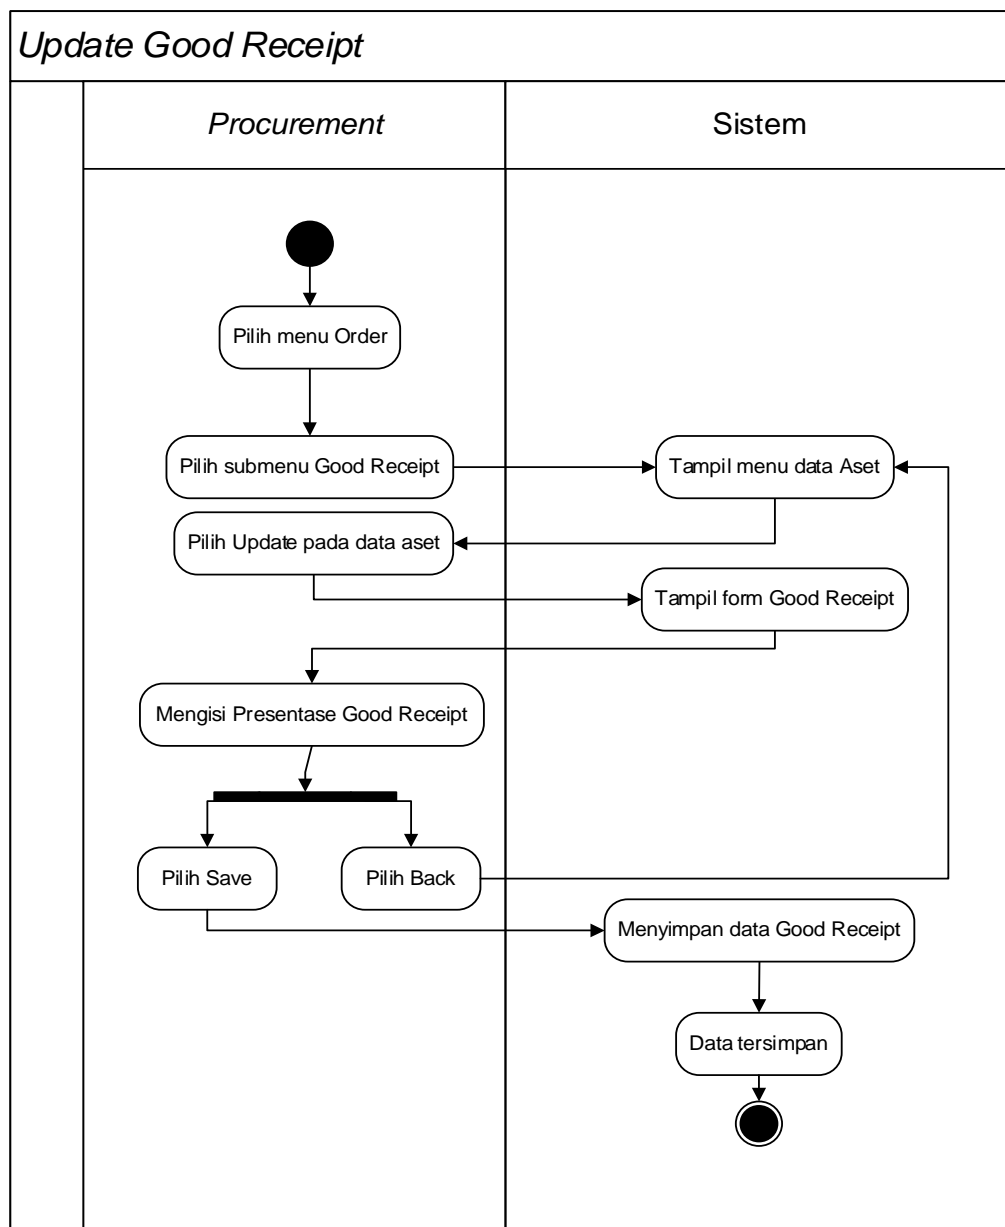 Update Good Receipt
Procurement
Sistem
Pilih menu Order
Pilih submenu Good Receipt
Tampil menu data Aset
Pilih Update pada data aset
Tampil form Good Receipt
Mengisi Presentase Good Receipt
Pilih Save
Pilih Back
Menyimpan data Good Receipt
Data tersimpan